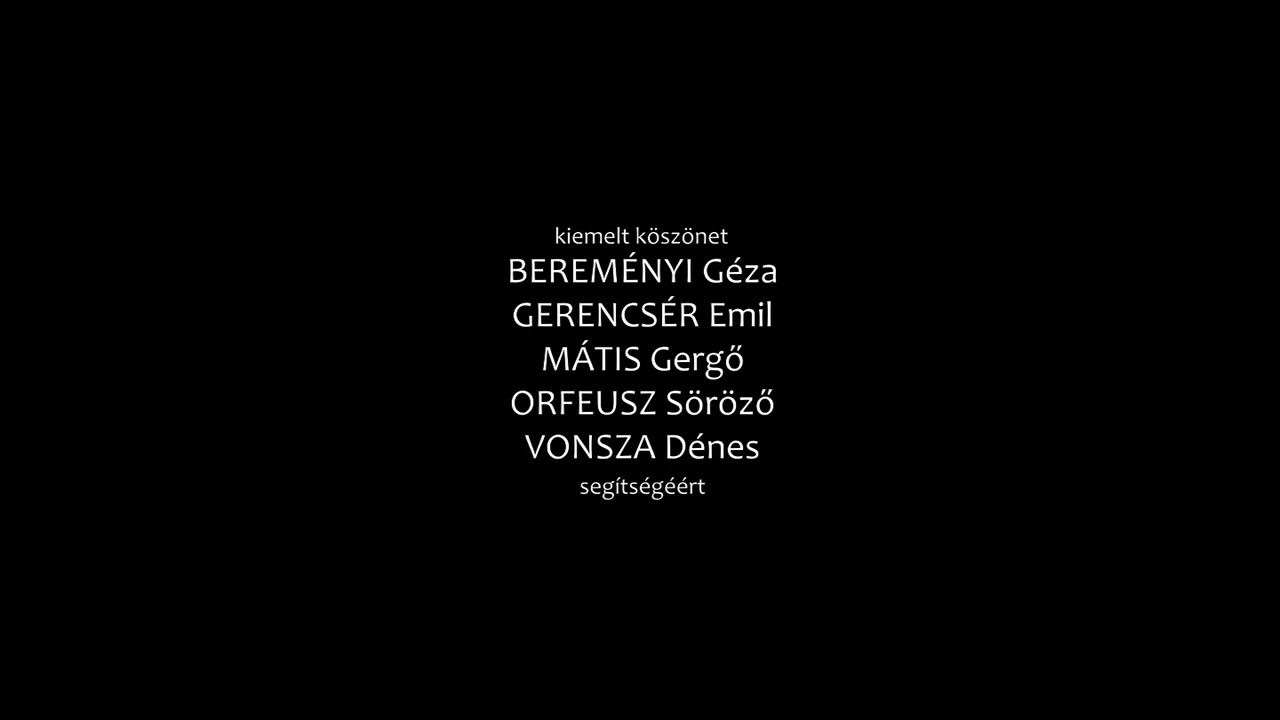 kiemelt köszönet
BEREMÉNYI Géza
GERENCSÉR Emil
MÁTIS Gergő
ORFEUSZ Söröző
VONSZA Dénes
segítségéért